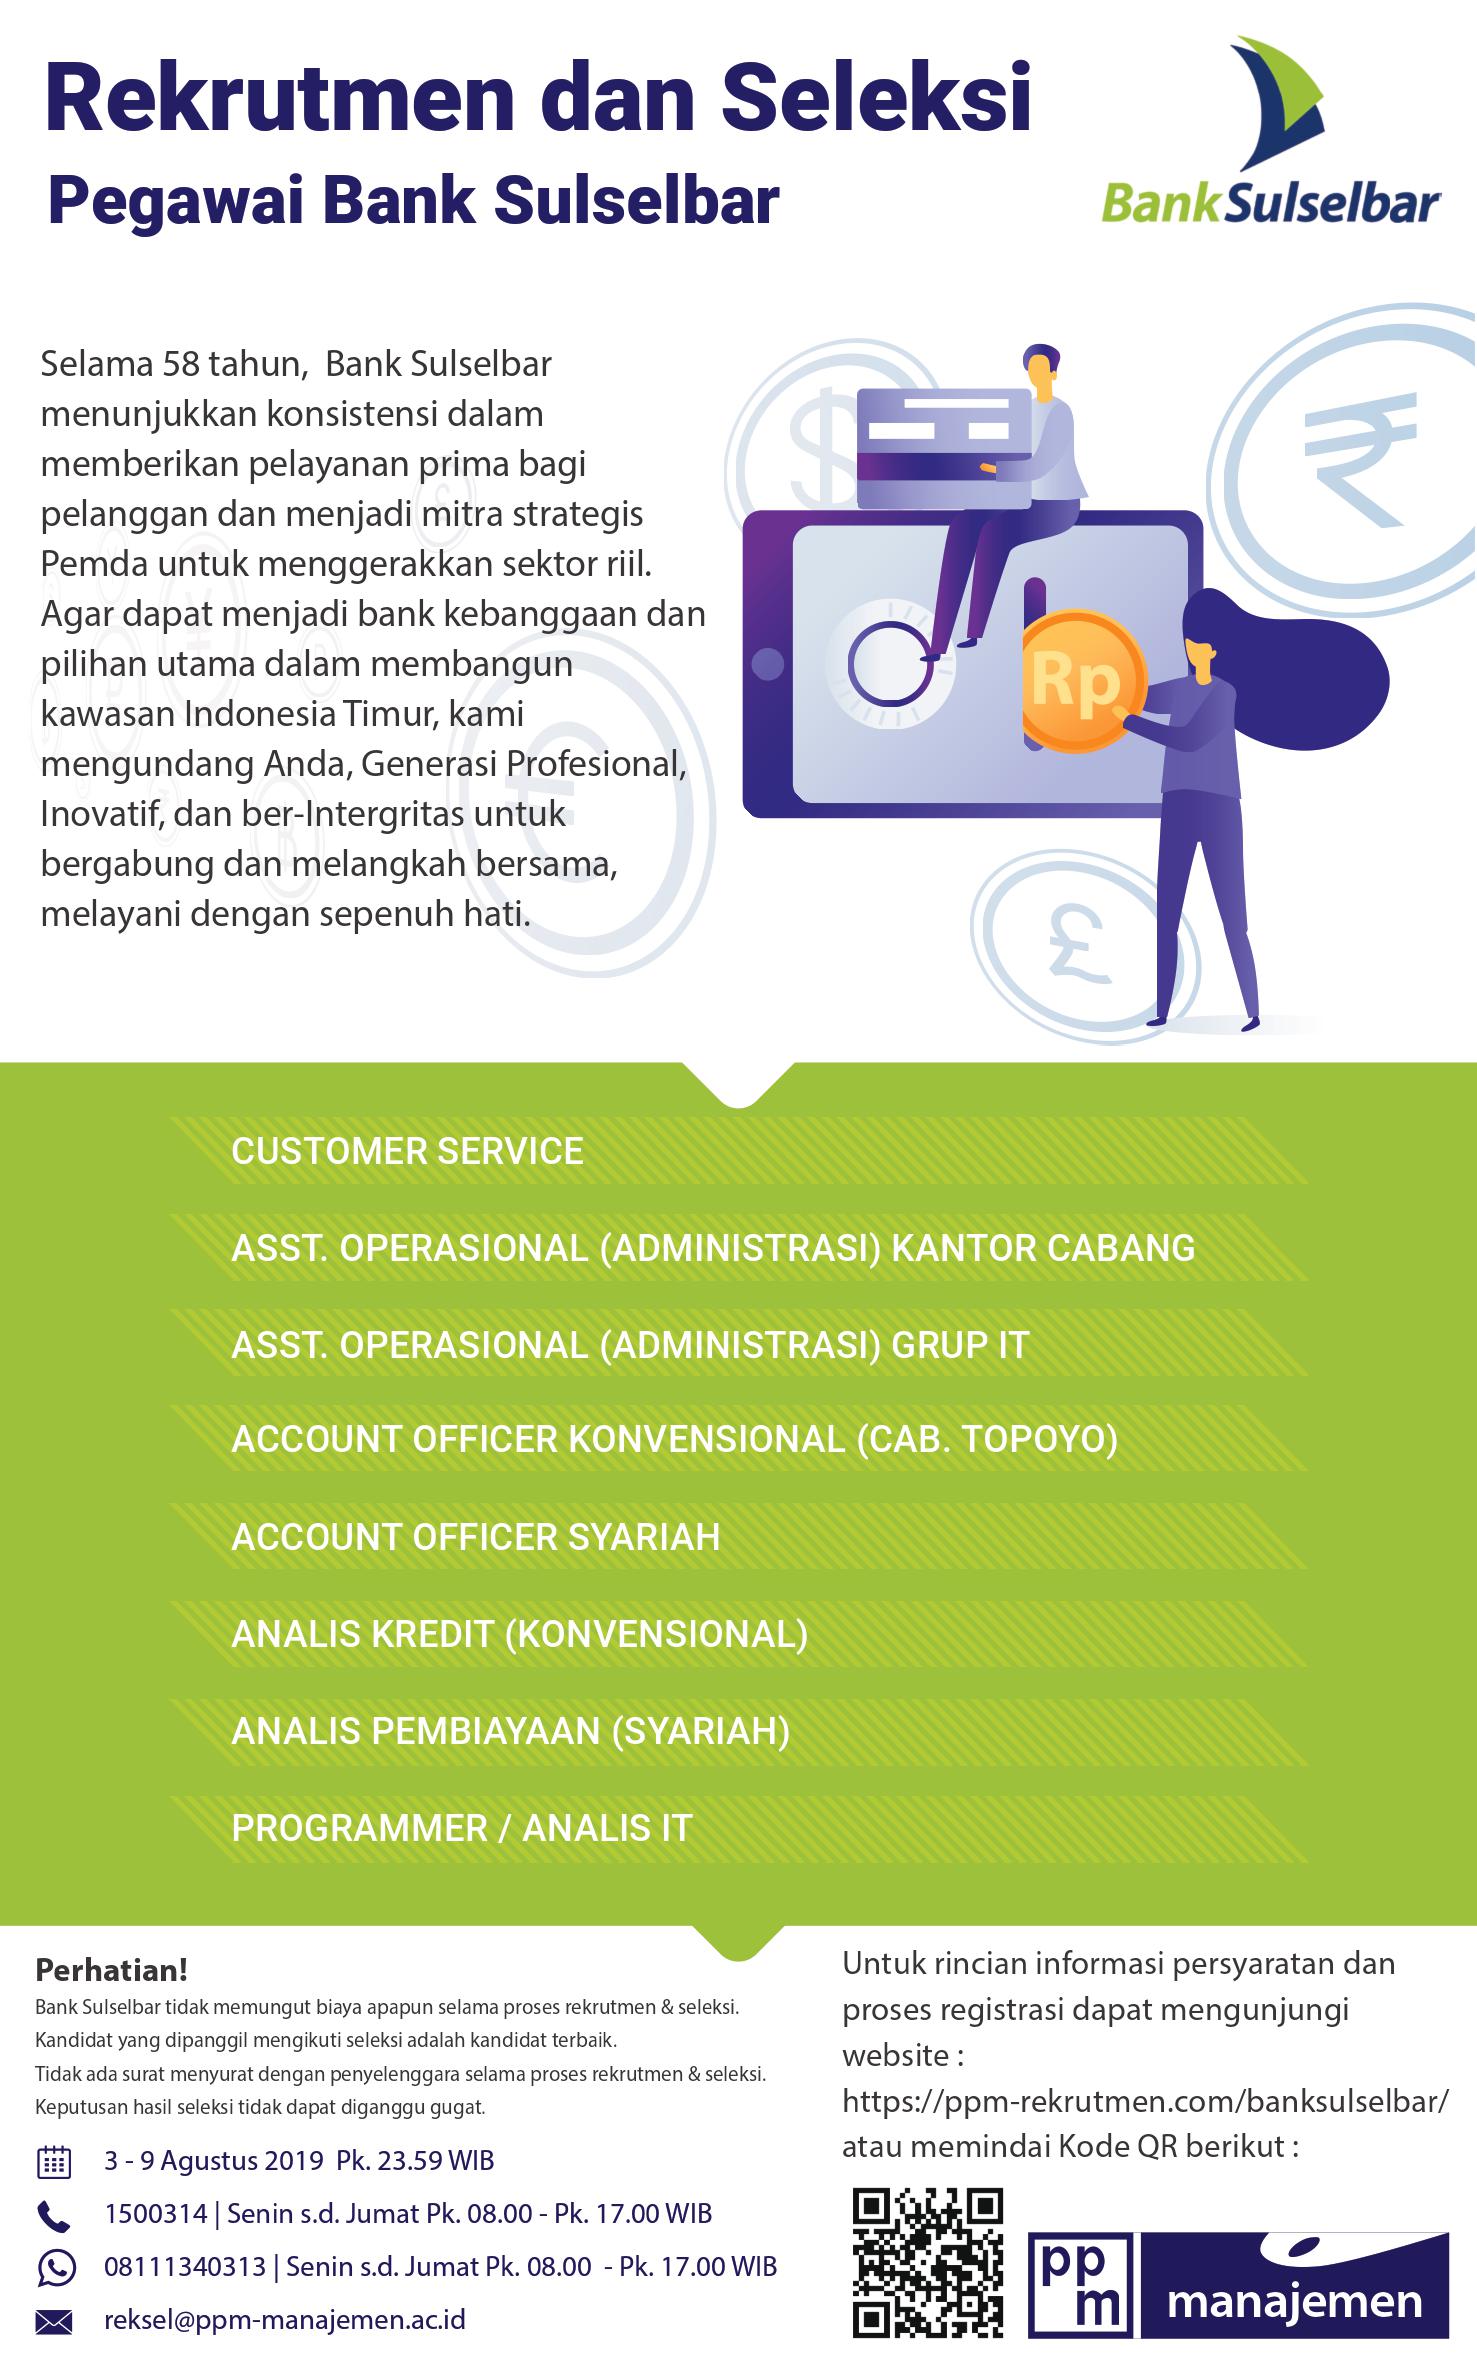 Rekrutmen dan Seleksi
Pegawai Bank Sulselbar
BankSulselbar
Selama 58 tahun,  Bank Sulselbar
menunjukkan konsistensi dalam
memberikan pelayanan prima bagi
pelanggan dan menjadi mitra strategis
Pemda untuk menggerakkan sektor riil.
Agar dapat menjadi bank kebanggaan dan
pilihan utama dalam membangun
kawasan Indonesia Timur, kami
mengundang Anda, Generasi Profesional,
Inovatif, dan ber-Intergritas untuk
bergabung dan melangkah bersama,
melayani dengan sepenuh hati.
$
₹
Rp
€
£
CUSTOMER SERVICE
ASST. OPERASIONAL (ADMINISTRASI) KANTOR CABANG
ASST. OPERASIONAL (ADMINISTRASI) GRUP IT
ACCOUNT OFFICER KONVENSIONAL (CAB. TOPOYO)
ACCOUNT OFFICER SYARIAH
ANALIS KREDIT (KONVENSIONAL)
ANALIS PEMBIAYAAN (SYARIAH)
PROGRAMMER / ANALIS IT
Perhatian!
Bank Sulselbar tidak memungut biaya apapun selama proses rekrutmen & seleksi.
Kandidat yang dipanggil mengikuti seleksi adalah kandidat terbaik.
Tidak ada surat menyurat dengan penyelenggara selama proses rekrutmen & seleksi.
Keputusan hasil seleksi tidak dapat diganggu gugat.
3 - 9 Agustus 2019  Pk. 23.59 WIB
1500314 | Senin s.d. Jumat Pk. 08.00 - Pk. 17.00 WIB
08111340313 | Senin s.d. Jumat Pk. 08.00  - Pk. 17.00 WIB
reksel@ppm-manajemen.ac.id
Untuk rincian informasi persyaratan dan
proses registrasi dapat mengunjungi
website :
https://ppm-rekrutmen.com/banksulselbar/
atau memindai Kode QR berikut :
ppm manajemen